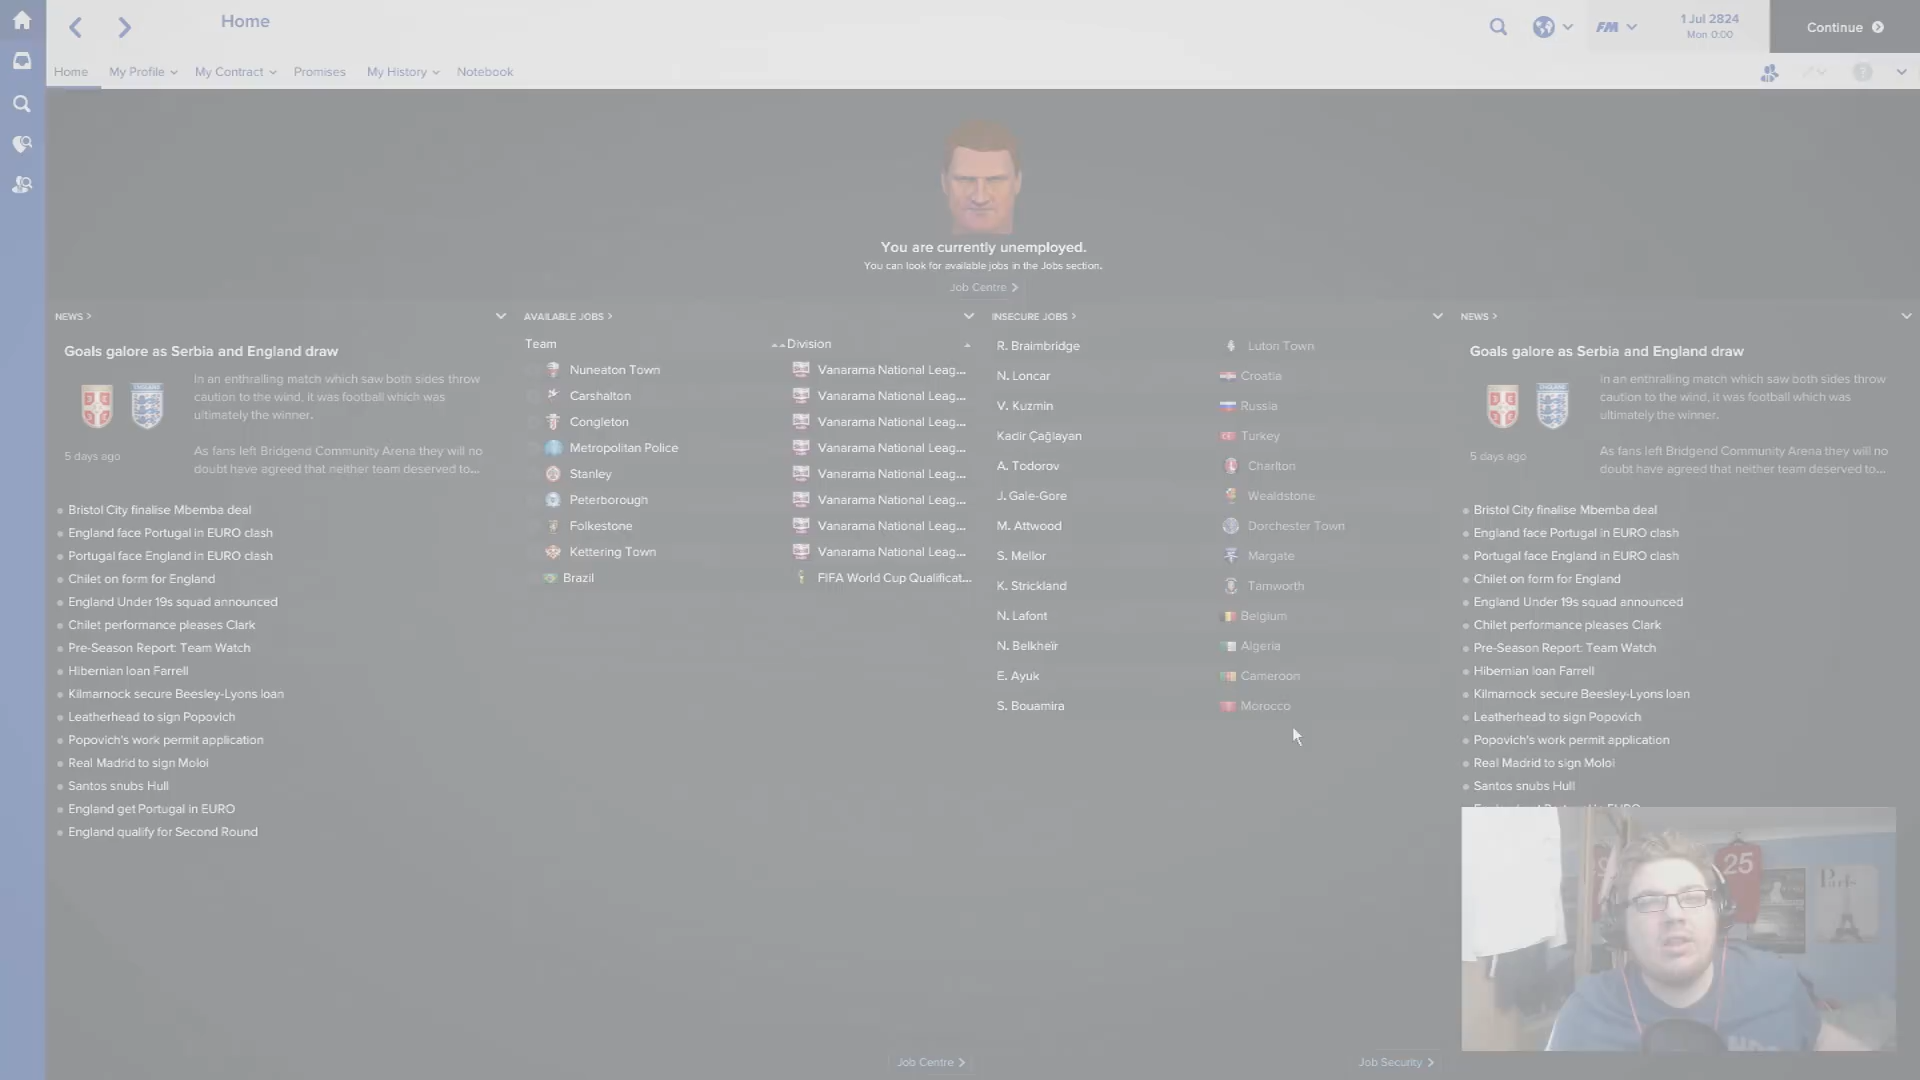 Home
FM
1 Jul 2824
Mon 0:00
Continue
Home
My Profile
My Contract
Promises
My History
Notebook
You are currently unemployed.
You can look for available jobs in the Jobs section.
Job Centre >
NEWS >
Goals galore as Serbia and England draw
In an enthralling match which saw both sides throw
caution to the wind, it was football which was
ultimately the winner.
As fans left Bridgend Community Arena they will no
doubt have agreed that neither team deserved to...
5 days ago
Bristol City finalise Mbemba deal
England face Portugal in EURO clash
Portugal face England in EURO clash
Chilet on form for England
England Under 19s squad announced
Chilet performance pleases Clark
Pre-Season Report: Team Watch
Hibernian loan Farrell
Kilmarnock secure Beesley-Lyons loan
Leatherhead to sign Popovich
Popovich's work permit application
Real Madrid to sign Moloi
Santos snubs Hull
England get Portugal in EURO
England qualify for Second Round
AVAILABLE JOBS >
Team Division
Nuneaton Town Vanarama National Leag...
Carshalton Vanarama National Leag...
Congleton Vanarama National Leag...
Metropolitan Police Vanarama National Leag...
Stanley Vanarama National Leag...
Peterborough Vanarama National Leag...
Folkestone Vanarama National Leag...
Kettering Town Vanarama National Leag...
Brazil FIFA World Cup Qualificat...
Job Centre >
INSECURE JOBS >
R. Braimbridge Luton Town
N. Loncar Croatia
V. Kuzmin Russia
Kadir Çağlayan Turkey
A. Todorov Charlton
J. Gale-Gore Wealdstone
M. Attwood Dorchester Town
S. Mellor Margate
K. Strickland Tamworth
N. Lafont Belgium
N. Belkheïr Algeria
E. Ayuk Cameroon
S. Bouamira Morocco
Job Security >
NEWS >
Goals galore as Serbia and England draw
In an enthralling match which saw both sides throw
caution to the wind, it was football which was
ultimately the winner.
As fans left Bridgend Community Arena they will no
doubt have agreed that neither team deserved to...
5 days ago
Bristol City finalise Mbemba deal
England face Portugal in EURO clash
Portugal face England in EURO clash
Chilet on form for England
England Under 19s squad announced
Chilet performance pleases Clark
Pre-Season Report: Team Watch
Hibernian loan Farrell
Kilmarnock secure Beesley-Lyons loan
Leatherhead to sign Popovich
Popovich's work permit application
Real Madrid to sign Moloi
Santos snubs Hull
25
Paris